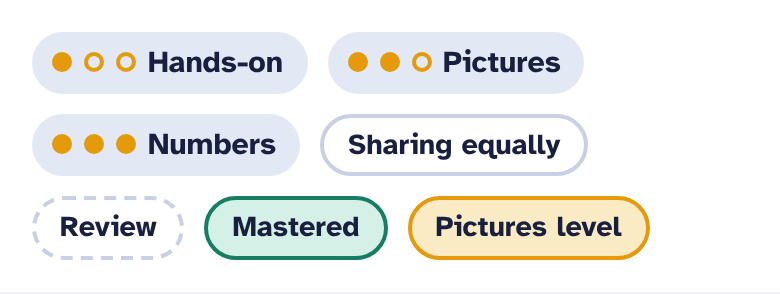 Hands-on Pictures
Numbers Sharing equally
Review Mastered Pictures level